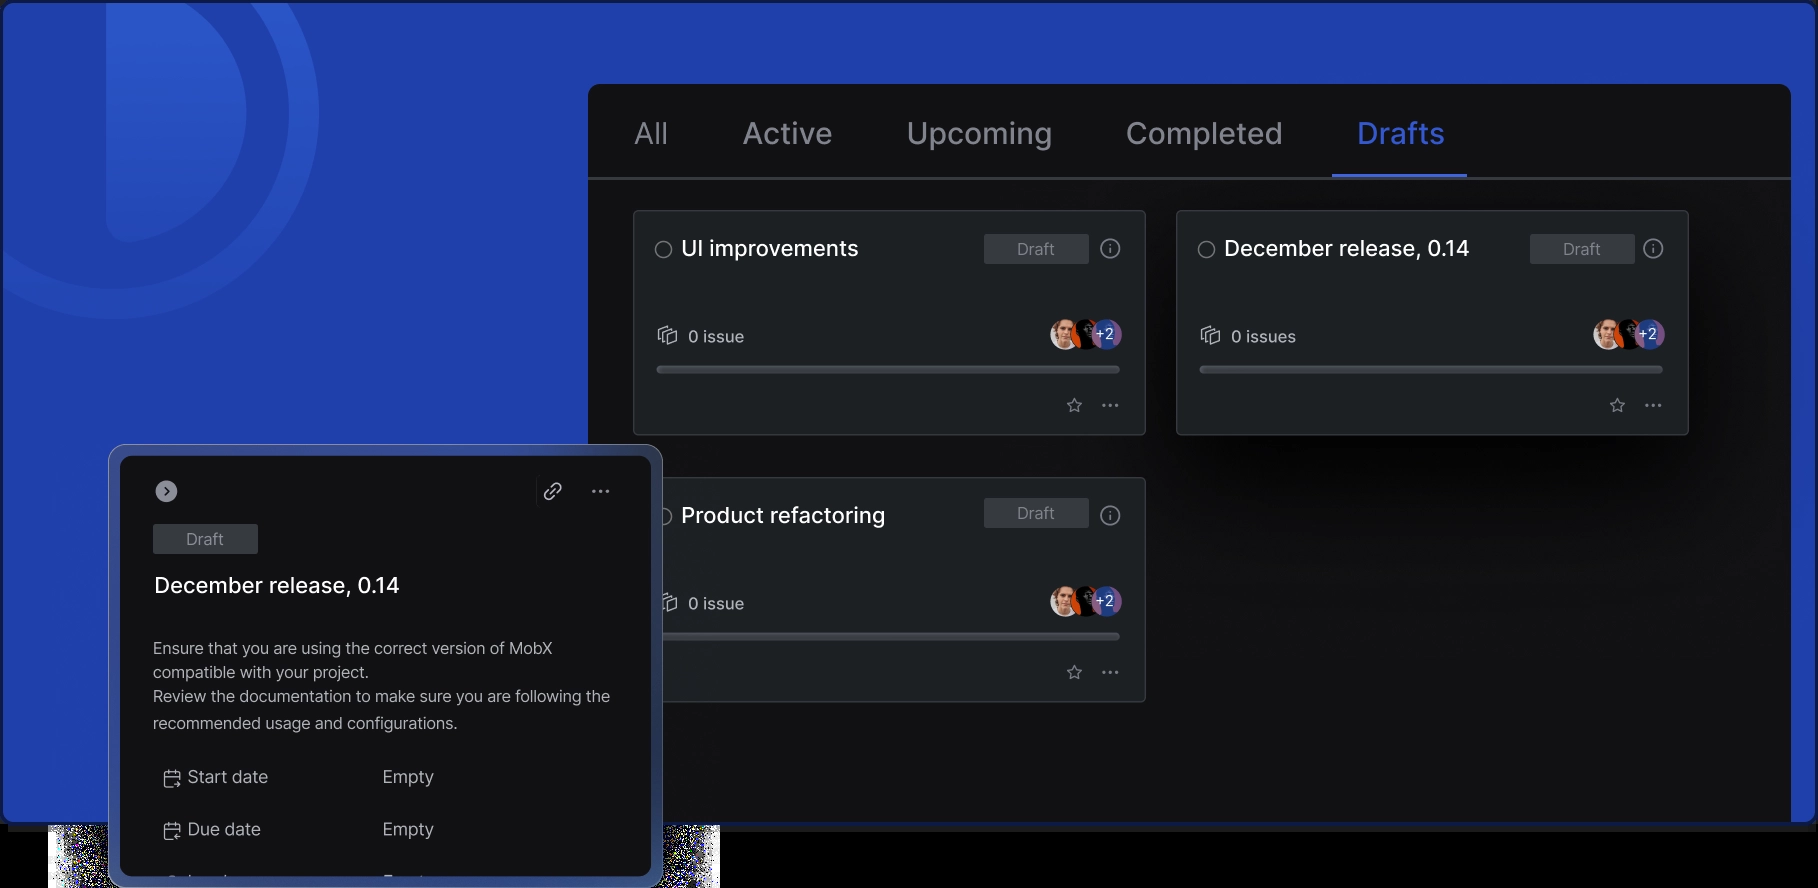 All Active Upcoming Completed Drafts
UI improvements Draft
0 issue +2
December release, 0.14 Draft
0 issues +2
Product refactoring Draft
0 issue +2
Draft
December release, 0.14
Ensure that you are using the correct version of MobX
compatible with your project.
Review the documentation to make sure you are following the
recommended usage and configurations.
Start date Empty
Due date Empty